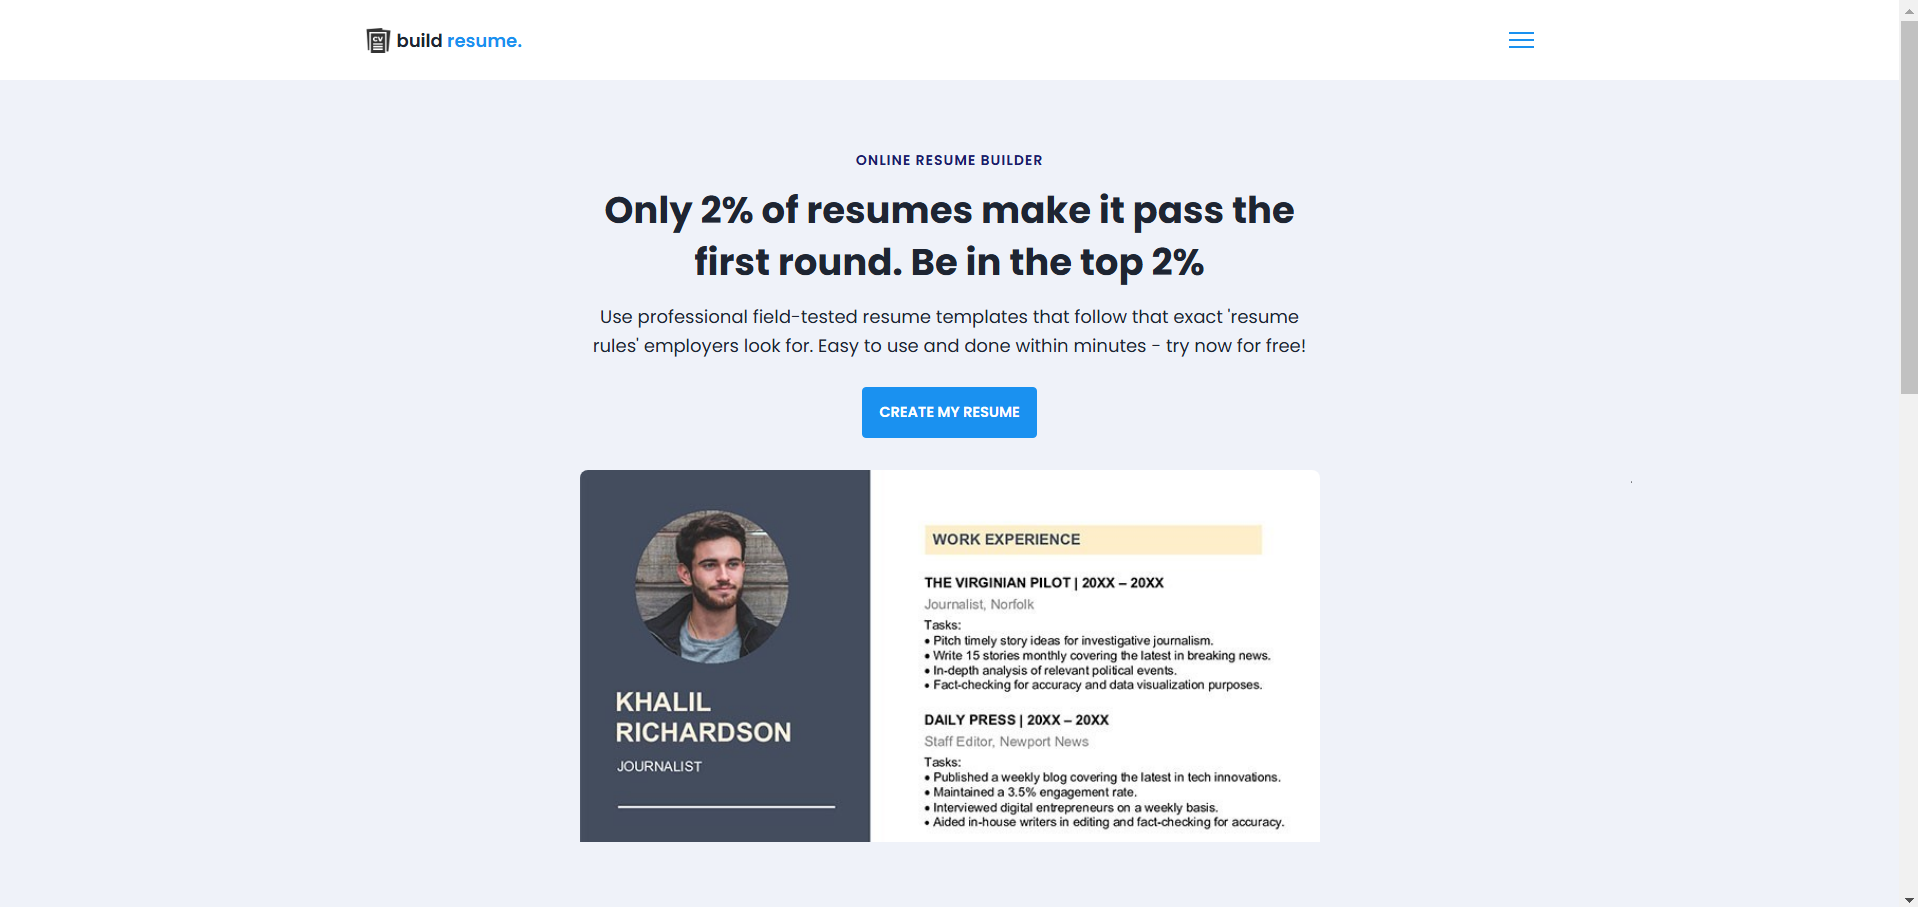 CV
build resume.
ONLINE RESUME BUILDER
Only 2% of resumes make it pass the
first round. Be in the top 2%
Use professional field-tested resume templates that follow that exact 'resume
rules' employers look for. Easy to use and done within minutes - try now for free!
CREATE MY RESUME
KHALIL
RICHARDSON
JOURNALIST
WORK EXPERIENCE
THE VIRGINIAN PILOT | 20XX – 20XX
Journalist, Norfolk
Tasks:
• Pitch timely story ideas for investigative journalism.
• Write 15 stories monthly covering the latest in breaking news.
• In-depth analysis of relevant political events.
• Fact-checking for accuracy and data visualization purposes.
DAILY PRESS | 20XX – 20XX
Staff Editor, Newport News
Tasks:
• Published a weekly blog covering the latest in tech innovations.
• Maintained a 3.5% engagement rate.
• Interviewed digital entrepreneurs on a weekly basis.
• Aided in-house writers in editing and fact-checking for accuracy.